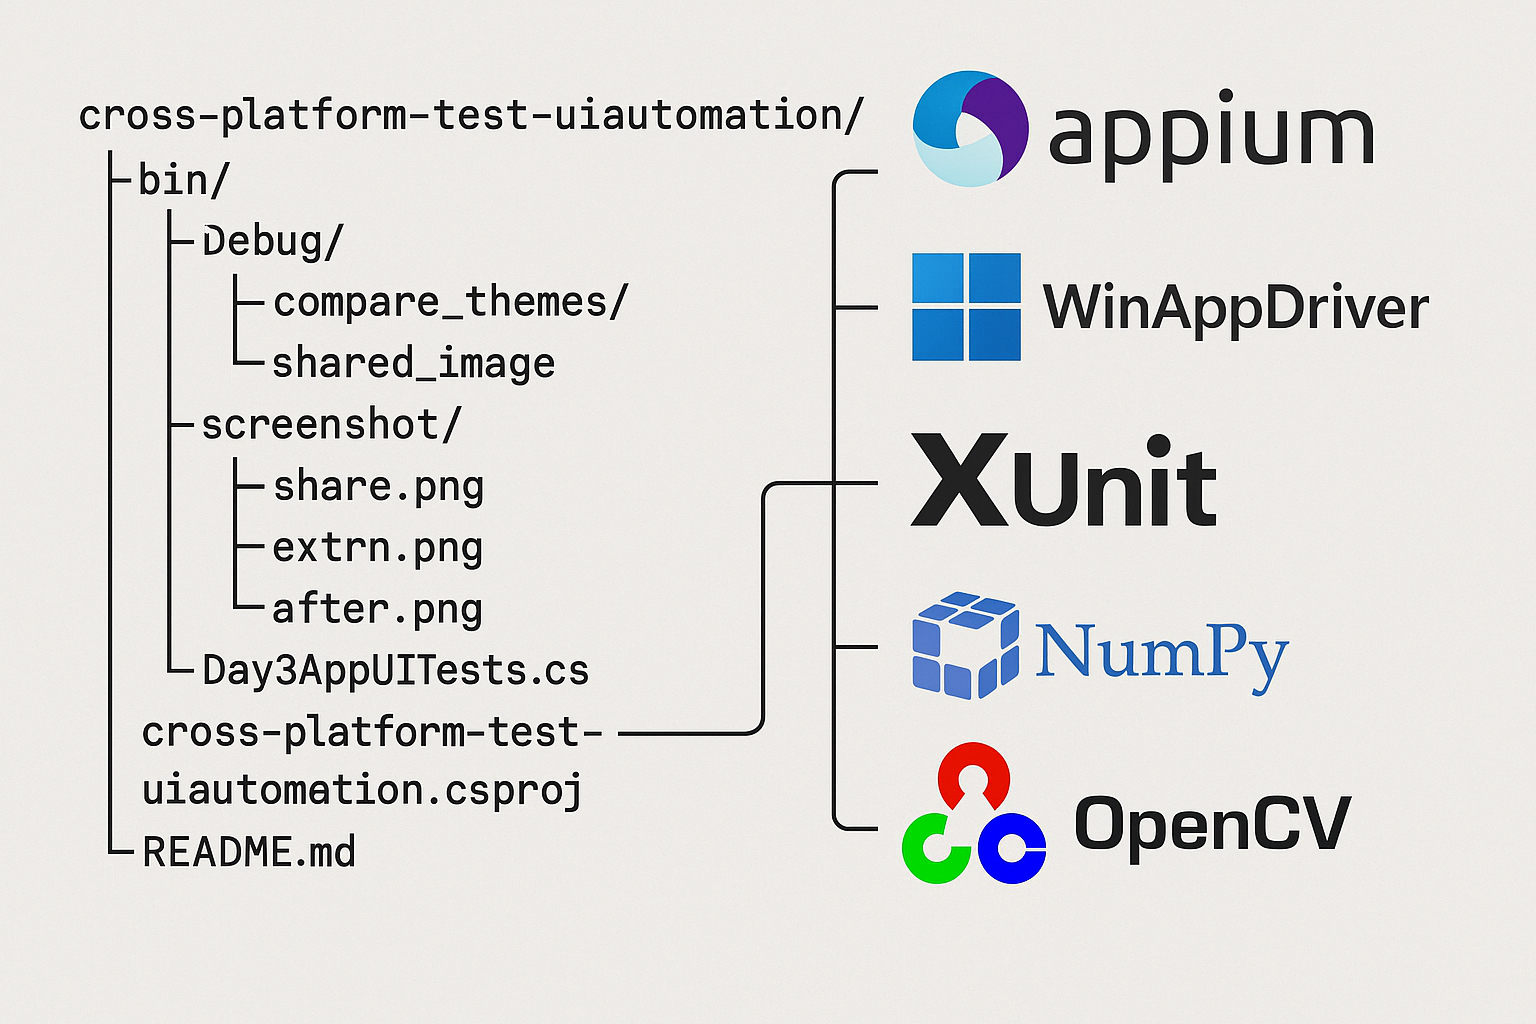 cross-platform-test-uiautomation/
bin/
Debug/
compare_themes/
shared_image
screenshot/
share.png
extrn.png
after.png
Day3AppUITests.cs
cross-platform-test-
uiautomation.csproj
README.md
appium
WinAppDriver
XUnit
NumPy
OpenCV